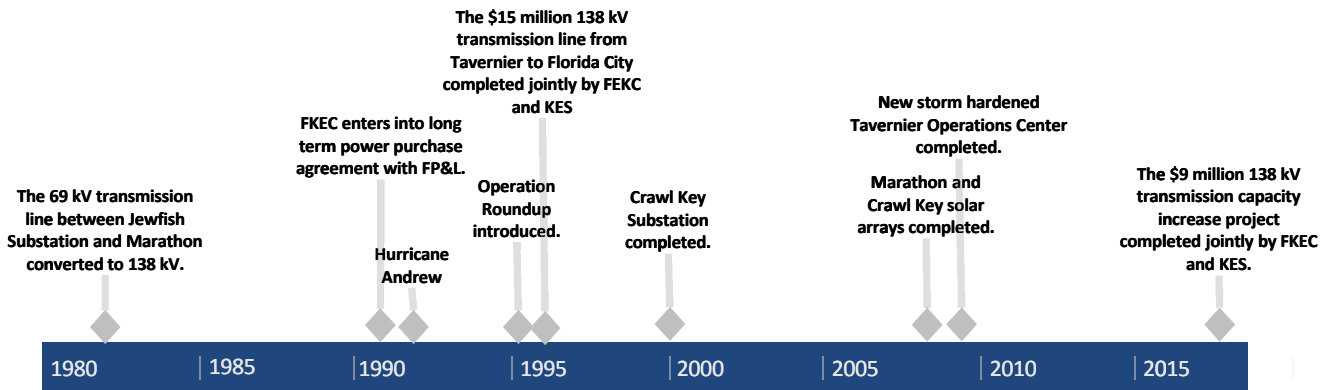 The 69 kV transmission
line between Jewfish
Substation and Marathon
converted to 138 kV.
FKEC enters into long
term power purchase
agreement with FP&L.
Hurricane
Andrew
The $15 million 138 kV
transmission line from
Tavernier to Florida City
completed jointly by FEKC
and KES
Operation
Roundup
introduced.
Crawl Key
Substation
completed.
New storm hardened
Tavernier Operations Center
completed.
Marathon and
Crawl Key solar
arrays completed.
The $9 million 138 kV
transmission capacity
increase project
completed jointly by FKEC
and KES.
1980 1985 1990 1995 2000 2005 2010 2015